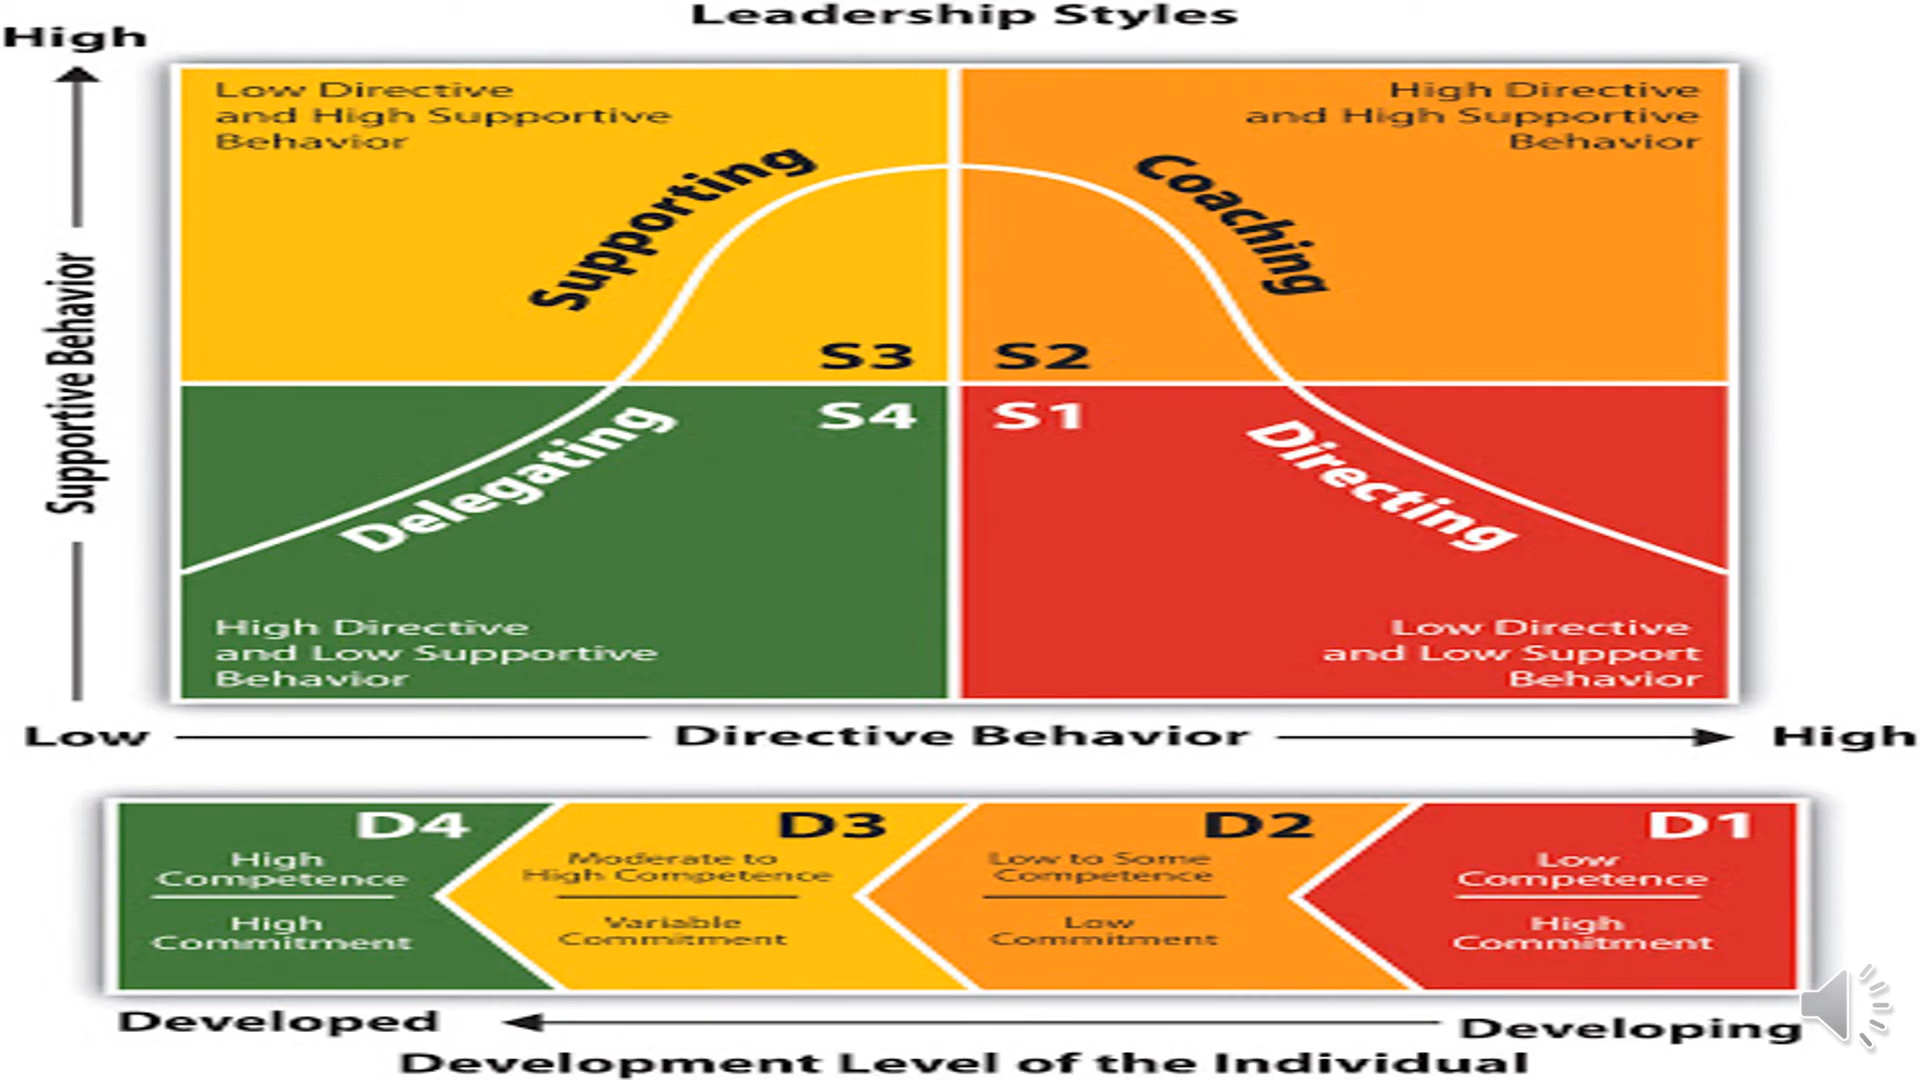 Leadership Styles
High
Low Directive
and High Supportive
Behavior
Supporting
S3
High Directive
and High Supportive
Behavior
Coaching
S2
Supportive Behavior
S4
Delegating
High Directive
and Low Supportive
Behavior
S1
Directing
Low Directive
and Low Support
Behavior
Low
Directive Behavior
High
D4
High
Competence
High
Commitment
D3
Moderate to
High Competence
Variable
Commitment
D2
Low to Some
Competence
Low
Commitment
D1
Low
Competence
High
Commitment
Developed
Developing
Development Level of the Individual